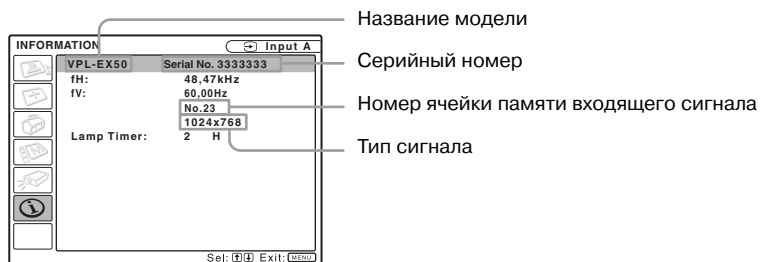 Название модели
INFORMATION Input A
VPL-EX50 Serial No. 3333333
Серийный номер
fH: 48,47kHz
fV: 60,00Hz
No.23
Номер ячейки памяти входящего сигнала
1024x768
Lamp Timer: 2 H
Тип сигнала
Sel: Exit: MENU